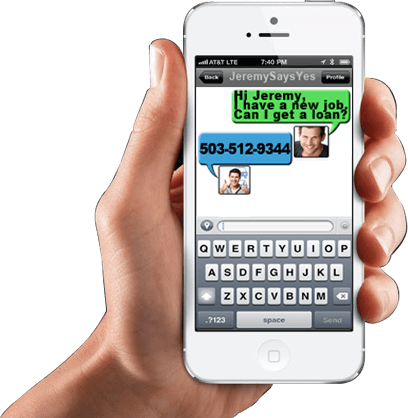 AT&T LTE 7:40 PM
Back JeremySaysYes Profile
Hi Jeremy,
I have a new job,
Can I get a loan?
503-512-9344
Q W E R T Y U I O P
A S D F G H J K L
Z X C V B N M
.?123 space Send